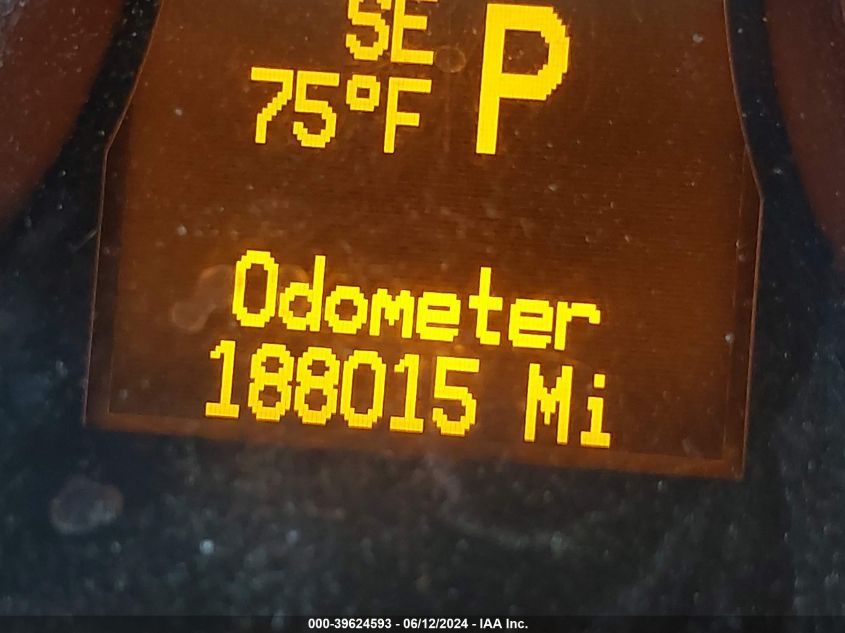 SE P
75°F
Odometer
188015 Mi
000-39624593 - 06/12/2024 - IAA Inc.